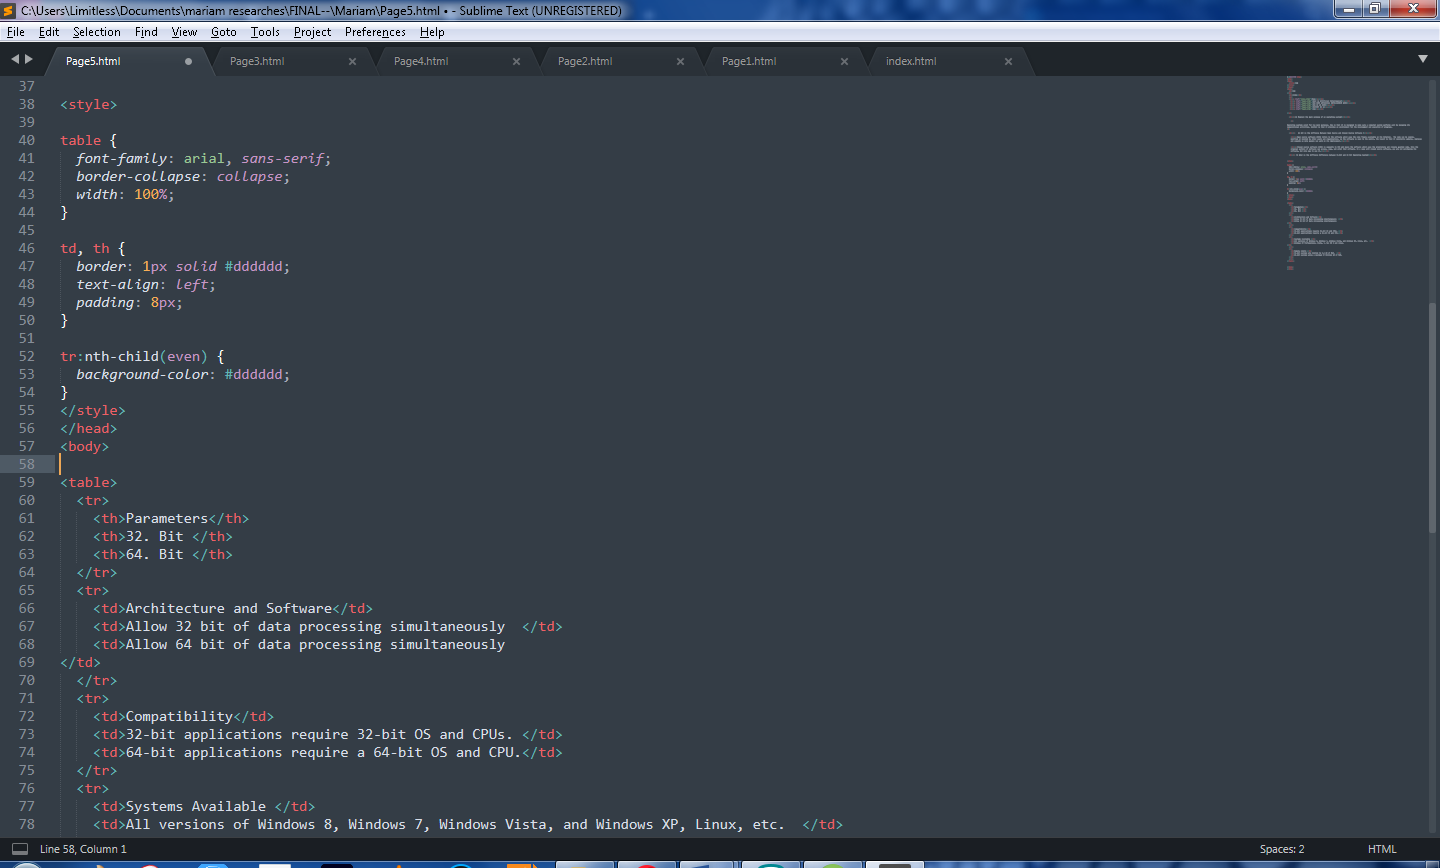 C:\Users\Limitless\Documents\mariam researches\FINAL--\Mariam\Page5.html • - Sublime Text (UNREGISTERED)
File Edit Selection Find View Goto Tools Project Preferences Help
Page5.html Page3.html Page4.html Page2.html Page1.html index.html
37
38 <style>
39
40 table {
41 font-family: arial, sans-serif;
42 border-collapse: collapse;
43 width: 100%;
44 }
45
46 td, th {
47 border: 1px solid #dddddd;
48 text-align: left;
49 padding: 8px;
50 }
51
52 tr:nth-child(even) {
53 background-color: #dddddd;
54 }
55 </style>
56 </head>
57 <body>
58
59 <table>
60 <tr>
61 <th>Parameters</th>
62 <th>32. Bit </th>
63 <th>64. Bit </th>
64 </tr>
65 <tr>
66 <td>Architecture and Software</td>
67 <td>Allow 32 bit of data processing simultaneously  </td>
68 <td>Allow 64 bit of data processing simultaneously
69 </td>
70 </tr>
71 <tr>
72 <td>Compatibility</td>
73 <td>32-bit applications require 32-bit OS and CPUs. </td>
74 <td>64-bit applications require a 64-bit OS and CPU.</td>
75 </tr>
76 <tr>
77 <td>Systems Available </td>
78 <td>All versions of Windows 8, Windows 7, Windows Vista, and Windows XP, Linux, etc.  </td>
Line 58, Column 1 Spaces: 2 HTML